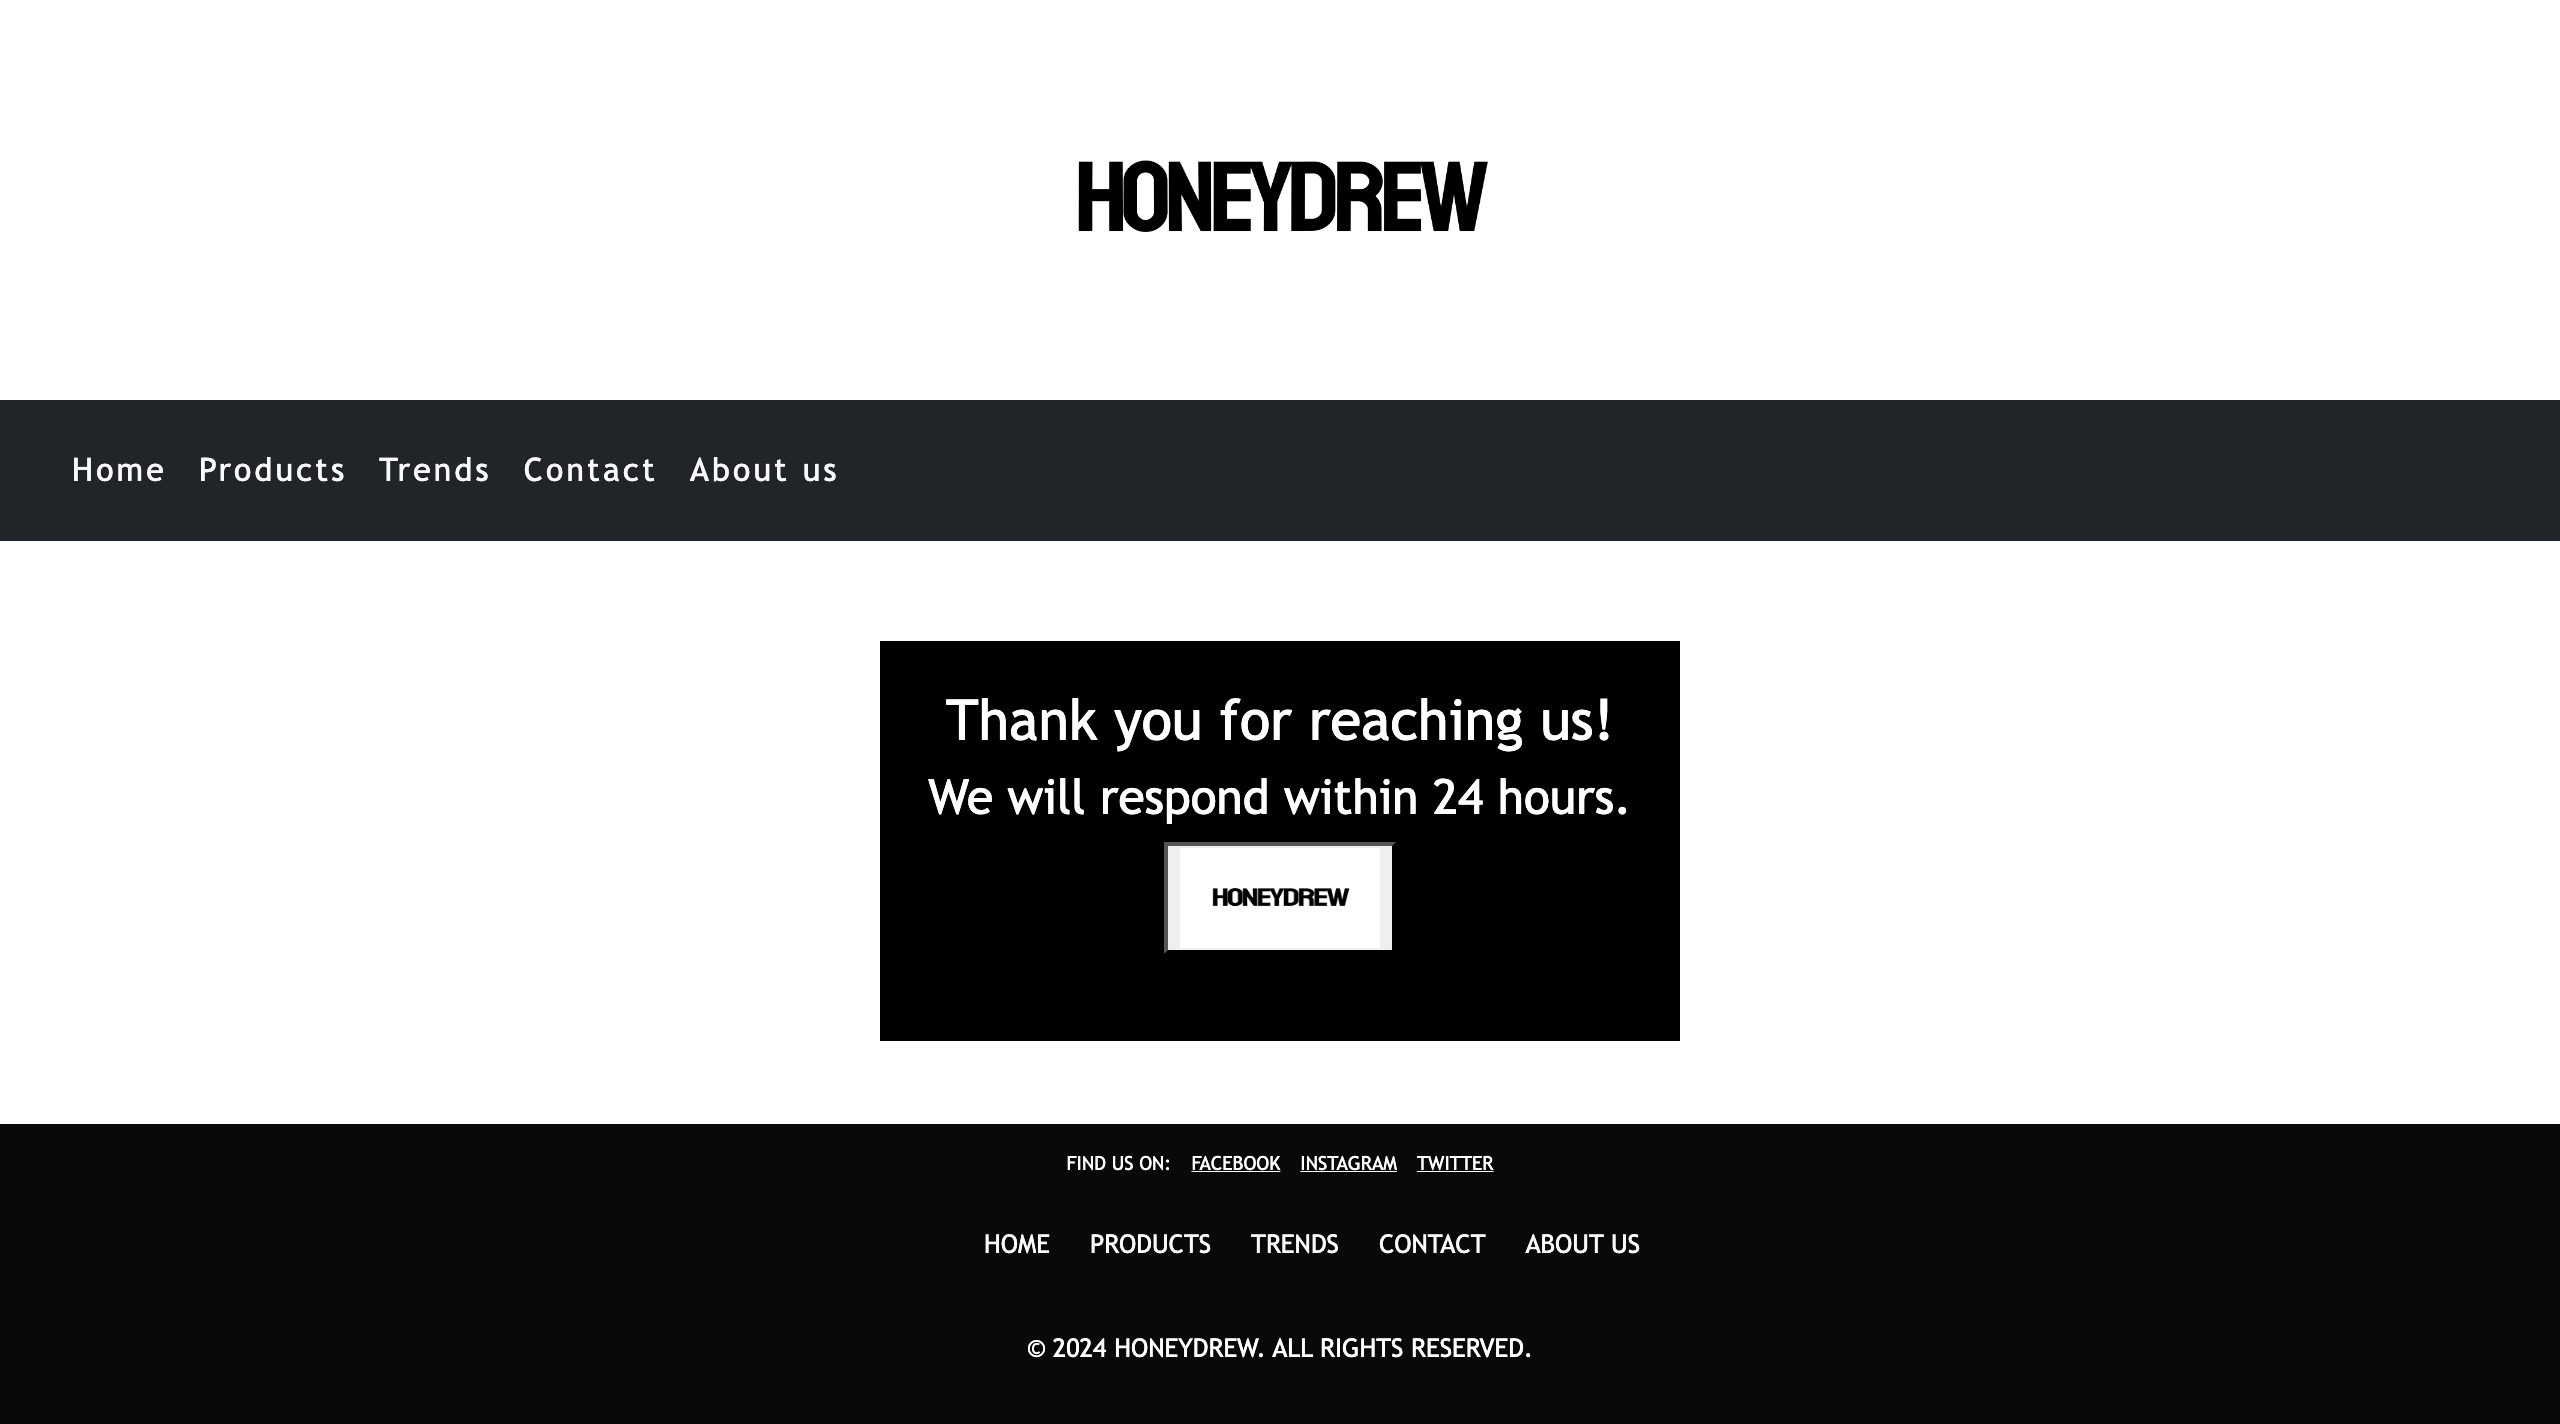 HONEYDREW
Home Products Trends Contact About us
Thank you for reaching us!
We will respond within 24 hours.
HONEYDREW
FIND US ON: FACEBOOK INSTAGRAM TWITTER
HOME PRODUCTS TRENDS CONTACT ABOUT US
© 2024 HONEYDREW. ALL RIGHTS RESERVED.